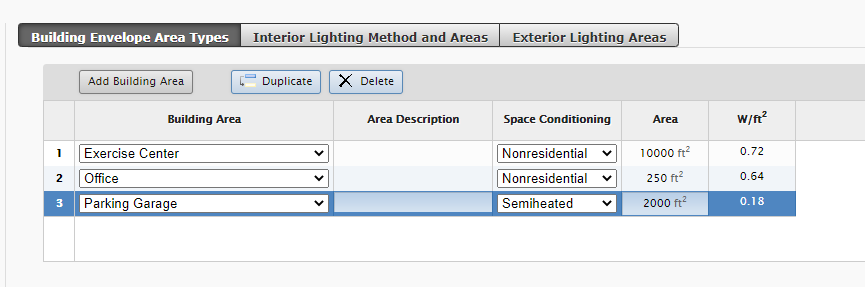 Building Envelope Area Types Interior Lighting Method and Areas Exterior Lighting Areas
Add Building Area Duplicate Delete
Building Area Area Description Space Conditioning Area W/ft²
1 Exercise Center Nonresidential 10000 ft² 0.72
2 Office Nonresidential 250 ft² 0.64
3 Parking Garage Semiheated 2000 ft² 0.18